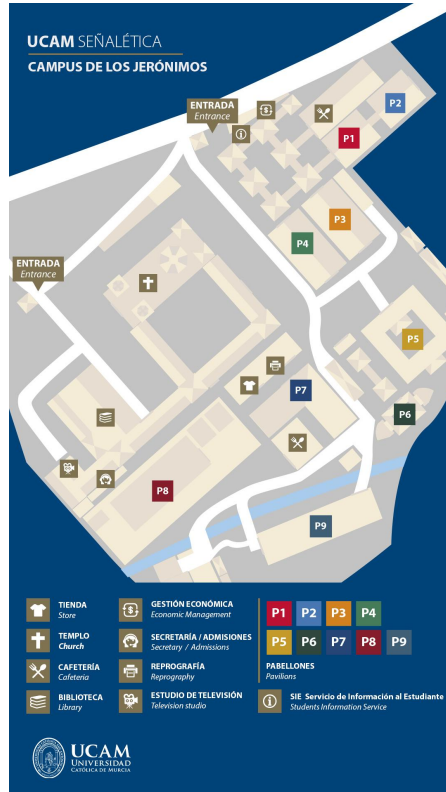 UCAM SEÑALÉTICA
CAMPUS DE LOS JERÓNIMOS
ENTRADA
Entrance
P2
P1
P3
P4
ENTRADA
Entrance
P5
P7
P6
P8
P9
TIENDA
Store
TEMPLO
Church
CAFETERÍA
Cafeteria
BIBLIOTECA
Library
GESTIÓN ECONÓMICA
Economic Management
SECRETARÍA / ADMISIONES
Secretary / Admissions
REPROGRAFÍA
Reprography
ESTUDIO DE TELEVISIÓN
Television studio
P1 P2 P3 P4
P5 P6 P7 P8 P9
PABELLONES
Pavilions
SIE Servicio de Información al Estudiante
Students Information Service
UCAM
UNIVERSIDAD
CATÓLICA DE MURCIA